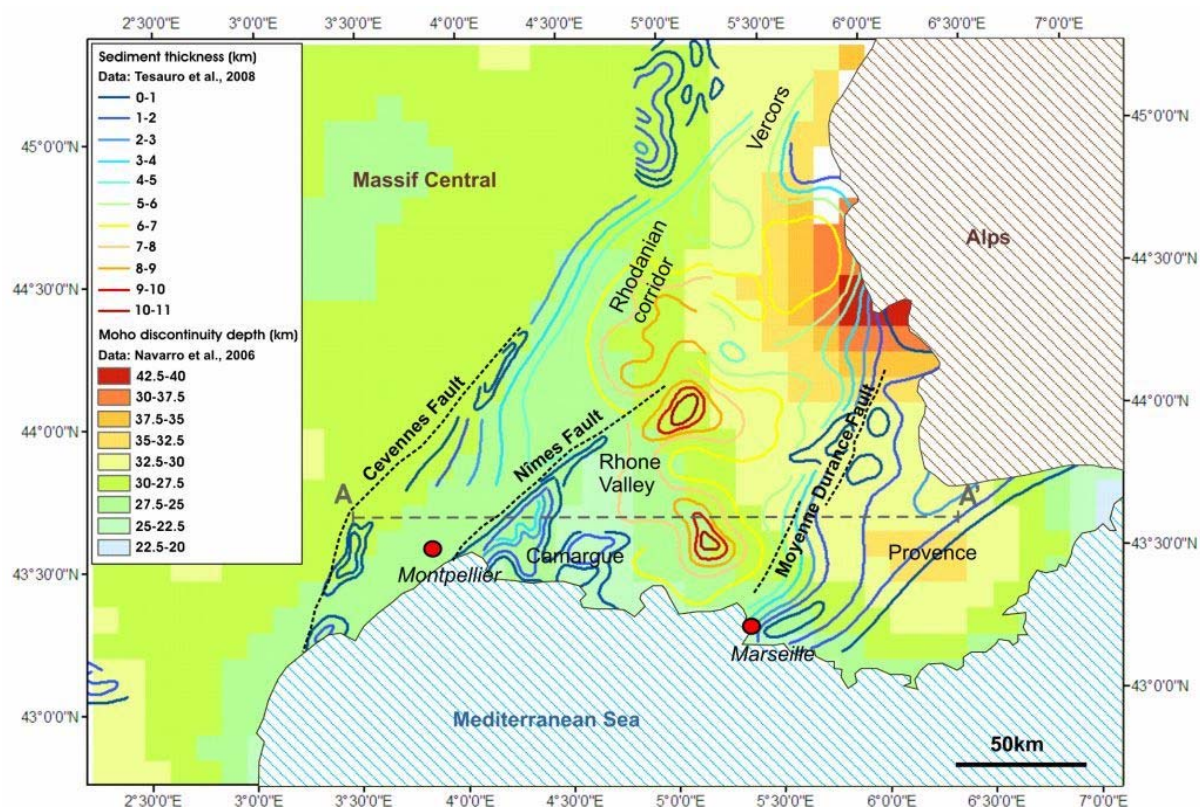 2°30'0"E 3°0'0"E 3°30'0"E 4°0'0"E 4°30'0"E 5°0'0"E 5°30'0"E 6°0'0"E 6°30'0"E 7°0'0"E
Sediment thickness (km)
Data: Tesauro et al., 2008
0-1
1-2
2-3
3-4
4-5
5-6
6-7
7-8
8-9
9-10
10-11
Moho discontinuity depth (km)
Data: Navarro et al., 2006
42.5-40
30-37.5
37.5-35
35-32.5
32.5-30
30-27.5
27.5-25
25-22.5
22.5-20
45°0'0"N
44°30'0"N
44°0'0"N
43°30'0"N
43°0'0"N
45°0'0"N
44°30'0"N
44°0'0"N
43°30'0"N
43°0'0"N
Vercors
Massif Central
Alps
Rhodanian
corridor
Cevennes Fault
Nîmes Fault
Moyenne Durance Fault
Rhone
Valley
A
A'
Camargue
Provence
Montpellier
Marseille
Mediterranean Sea
50km
2°30'0"E 3°0'0"E 3°30'0"E 4°0'0"E 4°30'0"E 5°0'0"E 5°30'0"E 6°0'0"E 6°30'0"E 7°0'0"E